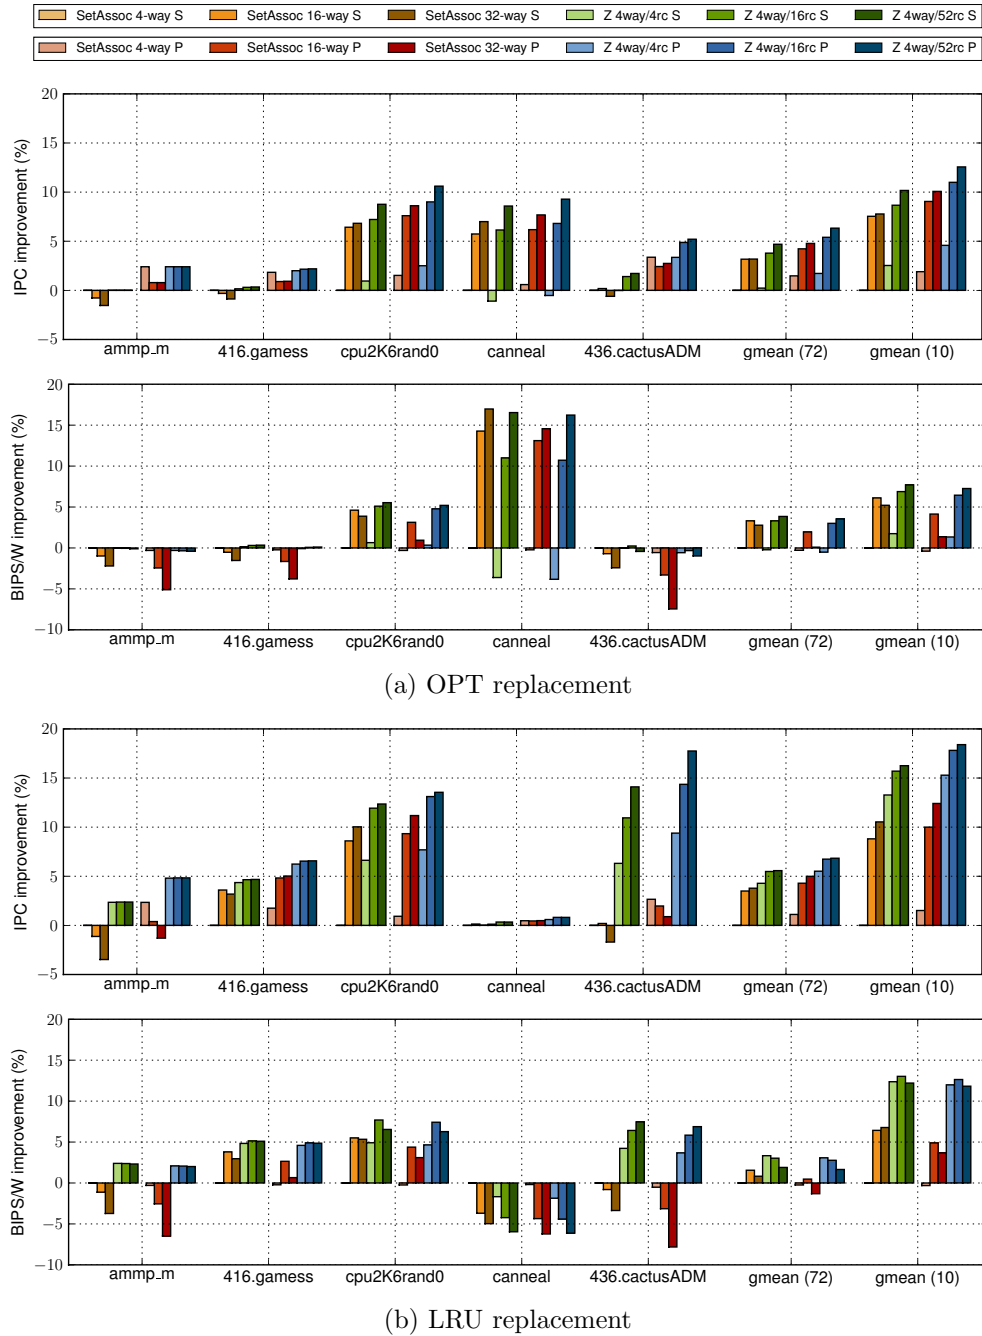 SetAssoc 4-way S SetAssoc 16-way S SetAssoc 32-way S Z 4way/4rc S Z 4way/16rc S Z 4way/52rc S
SetAssoc 4-way P SetAssoc 16-way P SetAssoc 32-way P Z 4way/4rc P Z 4way/16rc P Z 4way/52rc P
IPC improvement (%)
20
15
10
5
0
−5
ammp_m 416.gamess cpu2K6rand0 canneal 436.cactusADM gmean (72) gmean (10)
BIPS/W improvement (%)
20
15
10
5
0
−5
−10
ammp_m 416.gamess cpu2K6rand0 canneal 436.cactusADM gmean (72) gmean (10)
(a) OPT replacement
IPC improvement (%)
20
15
10
5
0
−5
ammp_m 416.gamess cpu2K6rand0 canneal 436.cactusADM gmean (72) gmean (10)
BIPS/W improvement (%)
20
15
10
5
0
−5
−10
ammp_m 416.gamess cpu2K6rand0 canneal 436.cactusADM gmean (72) gmean (10)
(b) LRU replacement